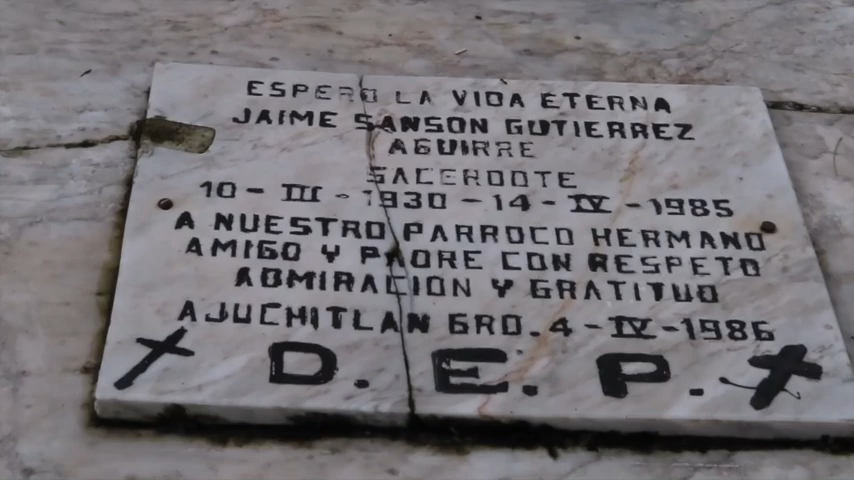 ESPERO LA VIDA ETERNA
JAIME SANSON GUTIERREZ
AGUIRRE
SACERDOTE
10 - III - 1930 - 14 - IV - 1985
A NUESTRO PARROCO HERMANO
AMIGO Y PADRE CON RESPETO
ADMIRACION Y GRATITUD
AJUCHITLAN GRO. 4 - IV - 1986
D. E. P.